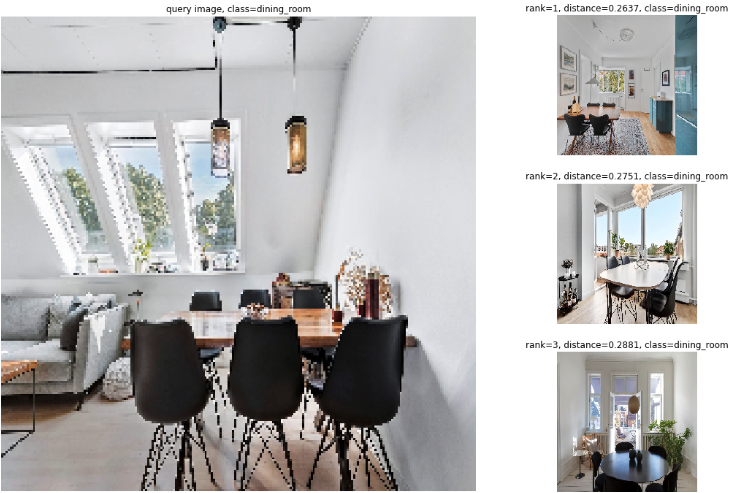 query image, class=dining_room
rank=1, distance=0.2637, class=dining_room
rank=2, distance=0.2751, class=dining_room
rank=3, distance=0.2881, class=dining_room